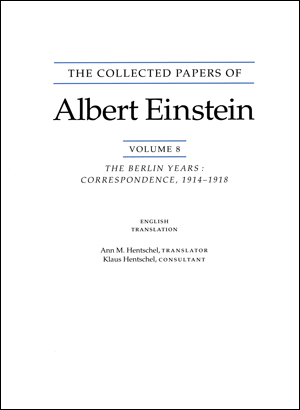 THE COLLECTED PAPERS OF
Albert Einstein
VOLUME 8
THE BERLIN YEARS:
CORRESPONDENCE, 1914–1918
ENGLISH
TRANSLATION
Ann M. Hentschel, TRANSLATOR
Klaus Hentschel, CONSULTANT